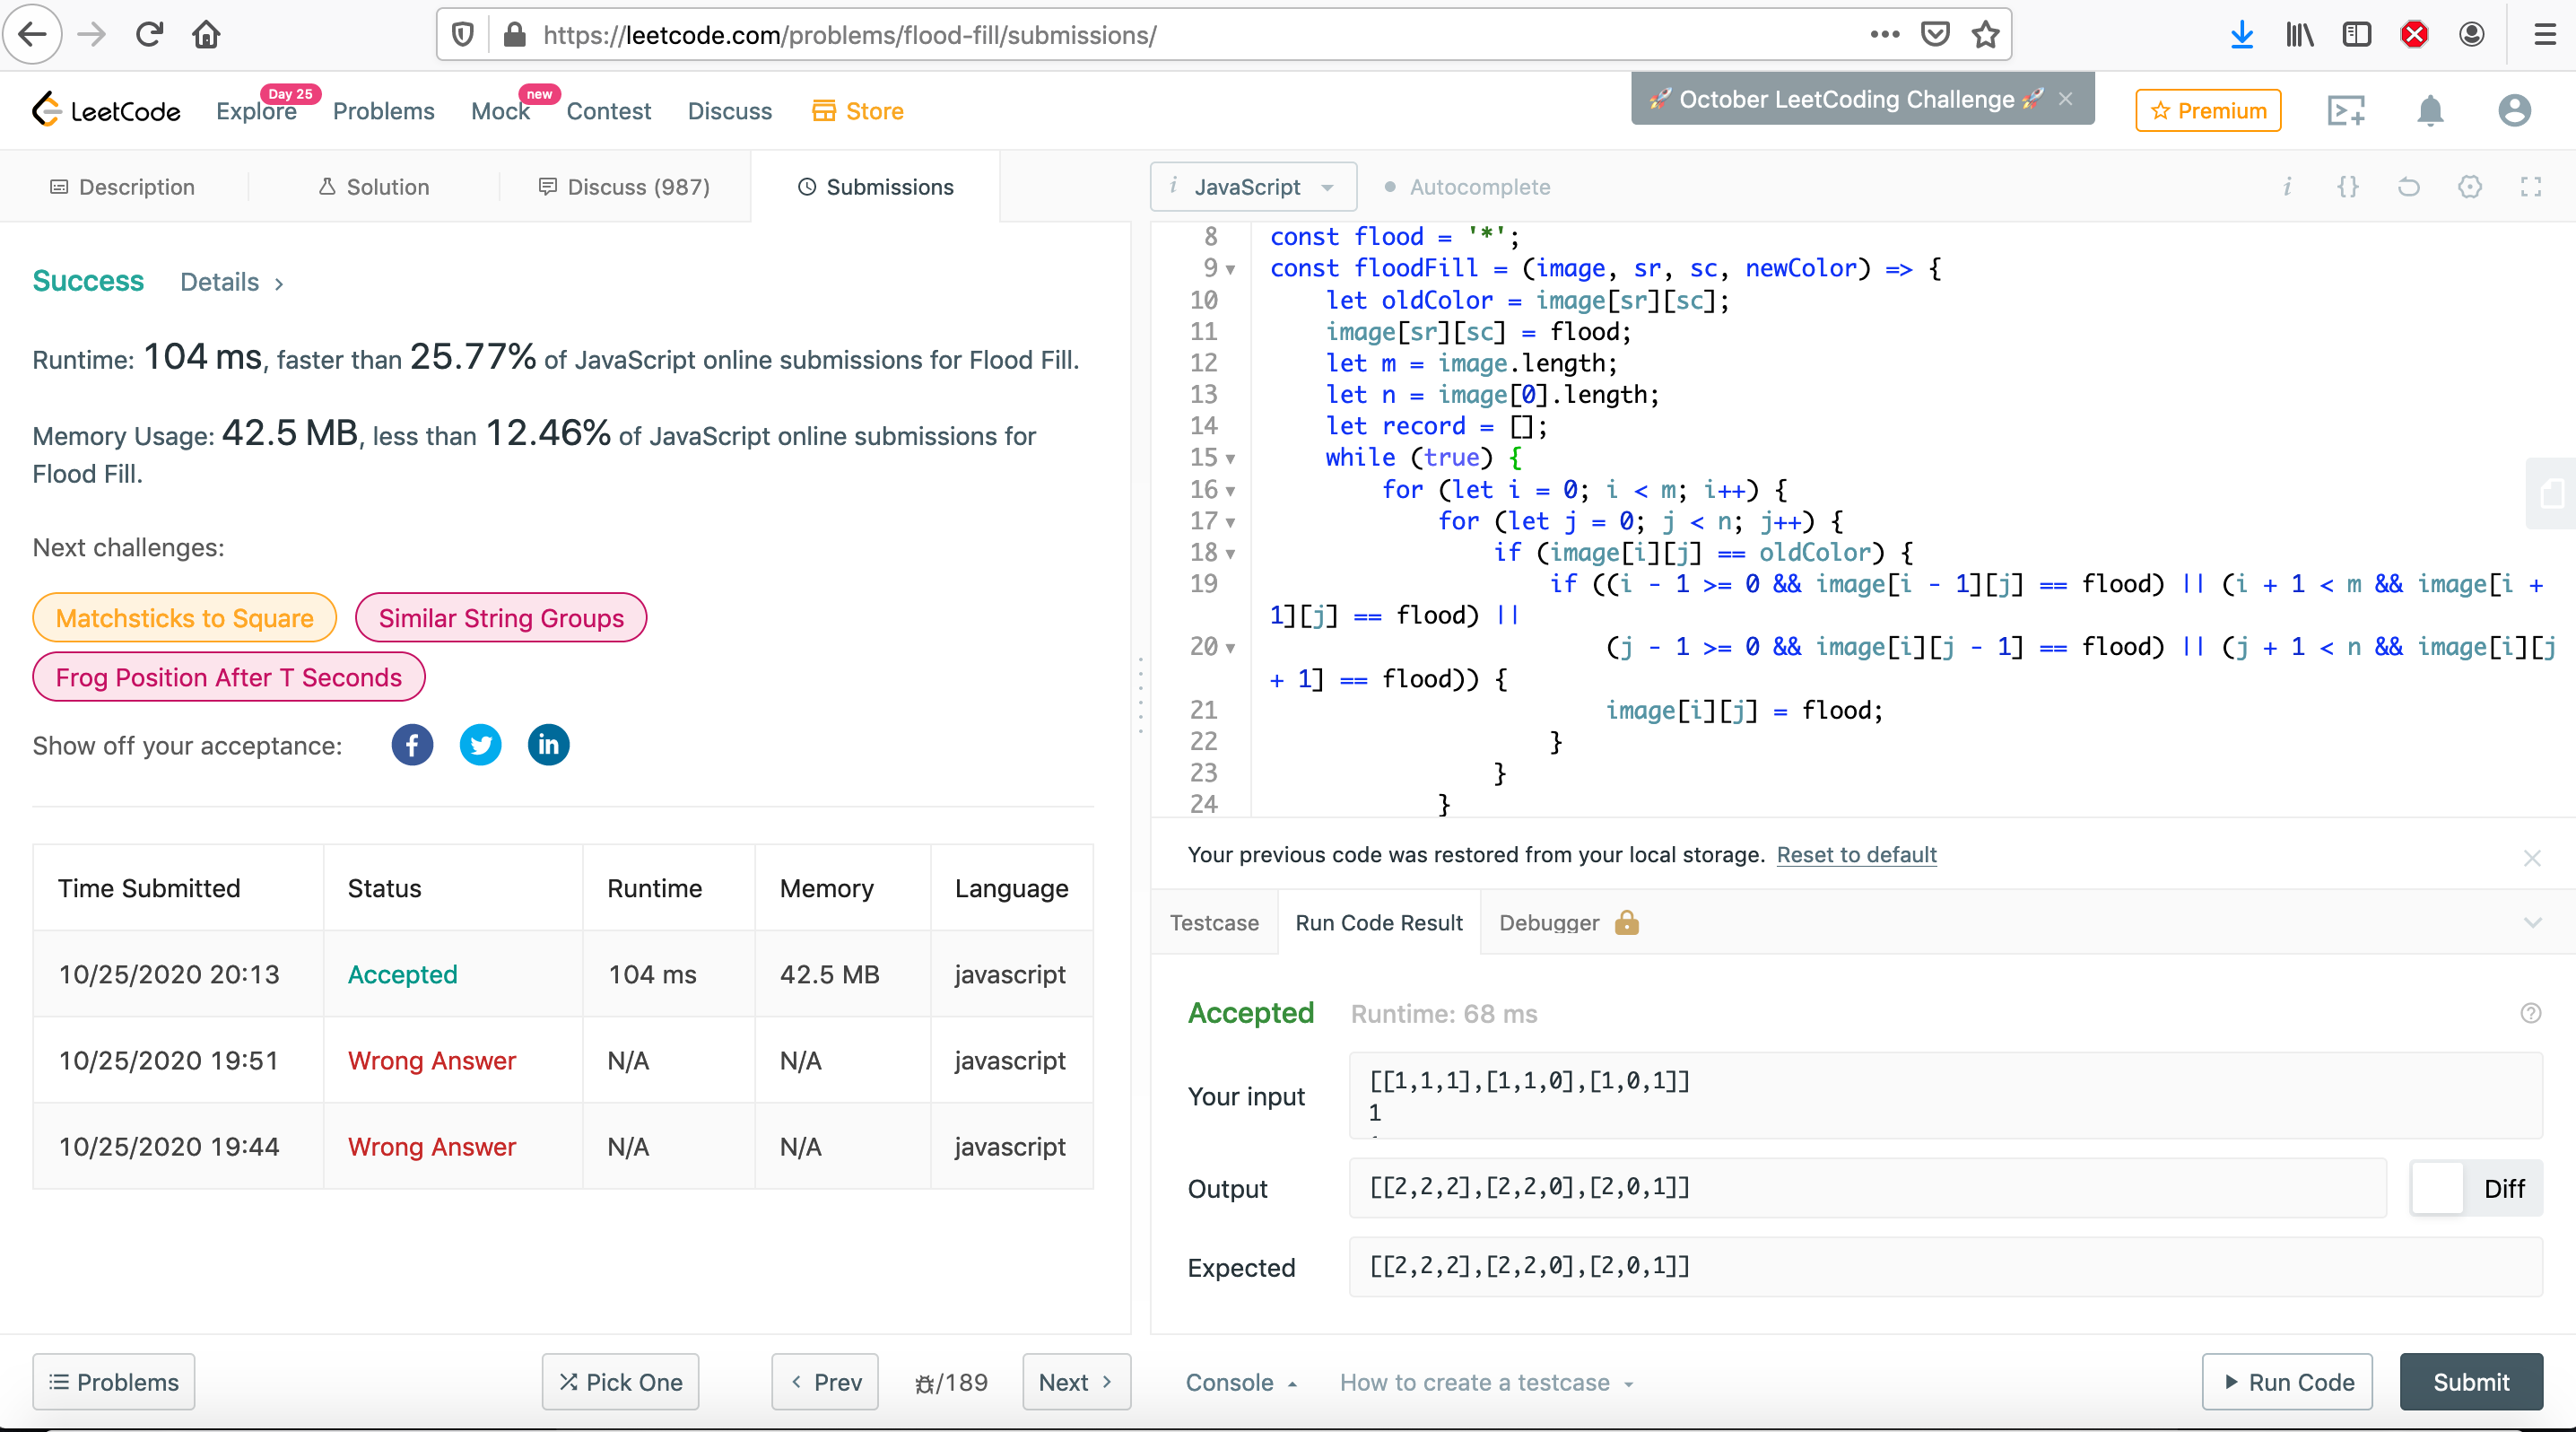 https://leetcode.com/problems/flood-fill/submissions/
LeetCode
Explore
Day 25
Problems
Mock
new
Contest
Discuss
Store
🚀 October LeetCoding Challenge 🚀
Premium
Description
Solution
Discuss (987)
Submissions
Success Details
Runtime: 104 ms, faster than 25.77% of JavaScript online submissions for Flood Fill.
Memory Usage: 42.5 MB, less than 12.46% of JavaScript online submissions for
Flood Fill.
Next challenges:
Matchsticks to Square
Similar String Groups
Frog Position After T Seconds
Show off your acceptance:
Time Submitted Status Runtime Memory Language
10/25/2020 20:13 Accepted 104 ms 42.5 MB javascript
10/25/2020 19:51 Wrong Answer N/A N/A javascript
10/25/2020 19:44 Wrong Answer N/A N/A javascript
Problems
Pick One
Prev
/189
Next
JavaScript
Autocomplete
8 const flood = '*';
9 const floodFill = (image, sr, sc, newColor) => {
10 let oldColor = image[sr][sc];
11 image[sr][sc] = flood;
12 let m = image.length;
13 let n = image[0].length;
14 let record = [];
15 while (true) {
16 for (let i = 0; i < m; i++) {
17 for (let j = 0; j < n; j++) {
18 if (image[i][j] == oldColor) {
19 if ((i - 1 >= 0 && image[i - 1][j] == flood) || (i + 1 < m && image[i +
1][j] == flood) ||
20 (j - 1 >= 0 && image[i][j - 1] == flood) || (j + 1 < n && image[i][j
+ 1] == flood)) {
21 image[i][j] = flood;
22 }
23 }
24 }
Your previous code was restored from your local storage. Reset to default
Testcase
Run Code Result
Debugger
Accepted Runtime: 68 ms
Your input
[[1,1,1],[1,1,0],[1,0,1]]
1
Output
[[2,2,2],[2,2,0],[2,0,1]]
Diff
Expected
[[2,2,2],[2,2,0],[2,0,1]]
Console
How to create a testcase
Run Code
Submit